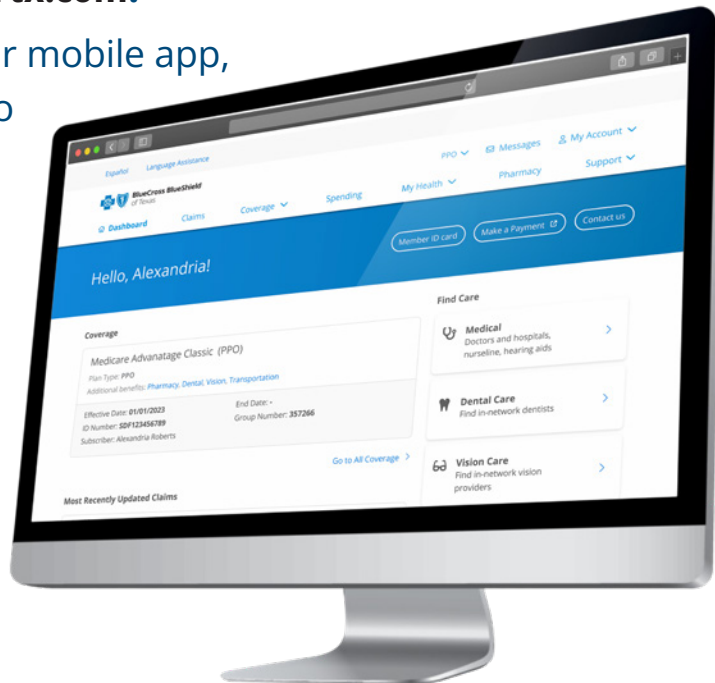 tx.com.
r mobile app,
Español Language Assistance
PPO Messages My Account
BlueCross BlueShield
of Texas
Dashboard Claims Coverage Spending My Health Pharmacy Support
Hello, Alexandria!
Member ID card Make a Payment Contact us
Coverage
Medicare Advanatage Classic (PPO)
Plan Type: PPO
Additional benefits: Pharmacy, Dental, Vision, Transportation
Effective Date: 01/01/2023
End Date: -
ID Number: SDF123456789
Group Number: 357266
Subscriber: Alexandria Roberts
Go to All Coverage
Most Recently Updated Claims
Find Care
Medical
Doctors and hospitals,
nurseline, hearing aids
Dental Care
Find in-network dentists
Vision Care
Find in-network vision
providers